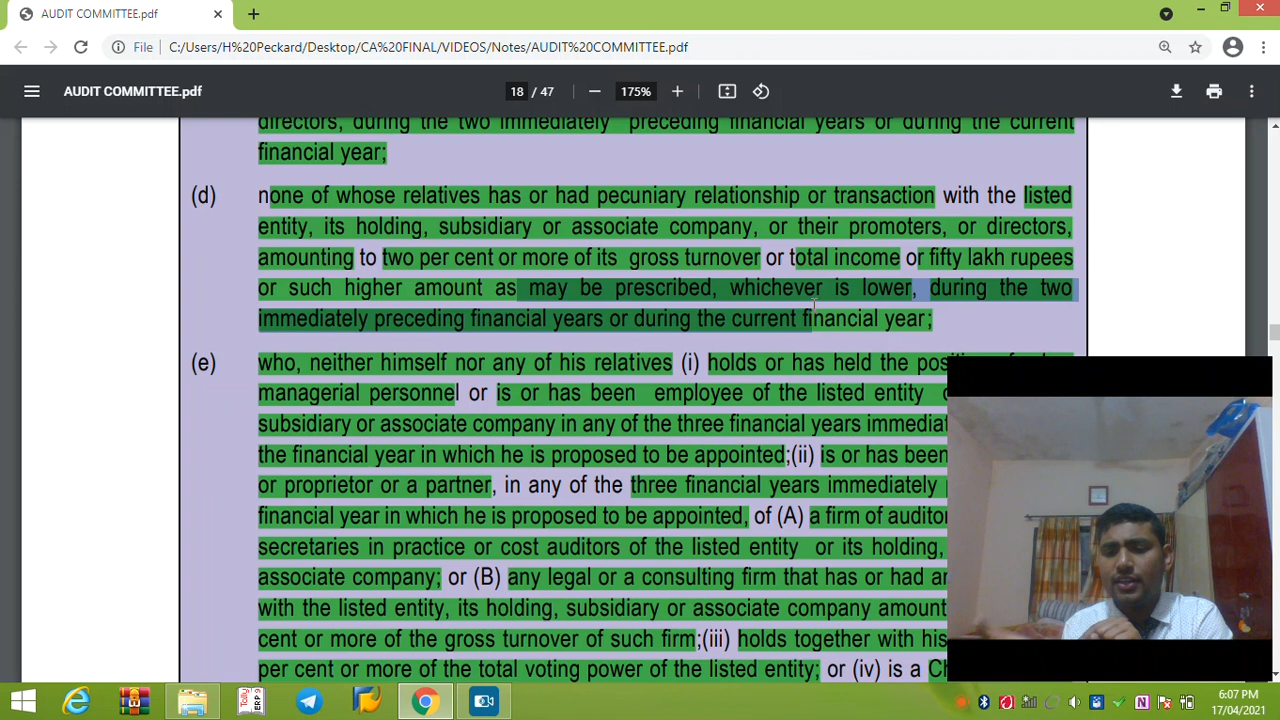 AUDIT COMMITTEE.pdf
File C:/Users/H%20Peckard/Desktop/CA%20FINAL/VIDEOS/Notes/AUDIT%20COMMITTEE.pdf
AUDIT COMMITTEE.pdf 18 / 47 175%
directors, during the two immediately preceding financial years or during the current
financial year;
(d) none of whose relatives has or had pecuniary relationship or transaction with the listed
entity, its holding, subsidiary or associate company, or their promoters, or directors,
amounting to two per cent or more of its gross turnover or total income or fifty lakh rupees
or such higher amount as may be prescribed, whichever is lower, during the two
immediately preceding financial years or during the current financial year;
(e) who, neither himself nor any of his relatives (i) holds or has held the
managerial personnel or is or has been employee of the listed entity
subsidiary or associate company in any of the three financial years
the financial year in which he is proposed to be appointed;(ii) is or has been
or proprietor or a partner, in any of the three financial years immediately
financial year in which he is proposed to be appointed, of (A) a firm of
secretaries in practice or cost auditors of the listed entity or its holding,
associate company; or (B) any legal or a consulting firm that has or had
with the listed entity, its holding, subsidiary or associate company
cent or more of the gross turnover of such firm;(iii) holds together with his
per cent or more of the total voting power of the listed entity; or (iv) is a
Tally
ERP 9
6:07 PM
17/04/2021